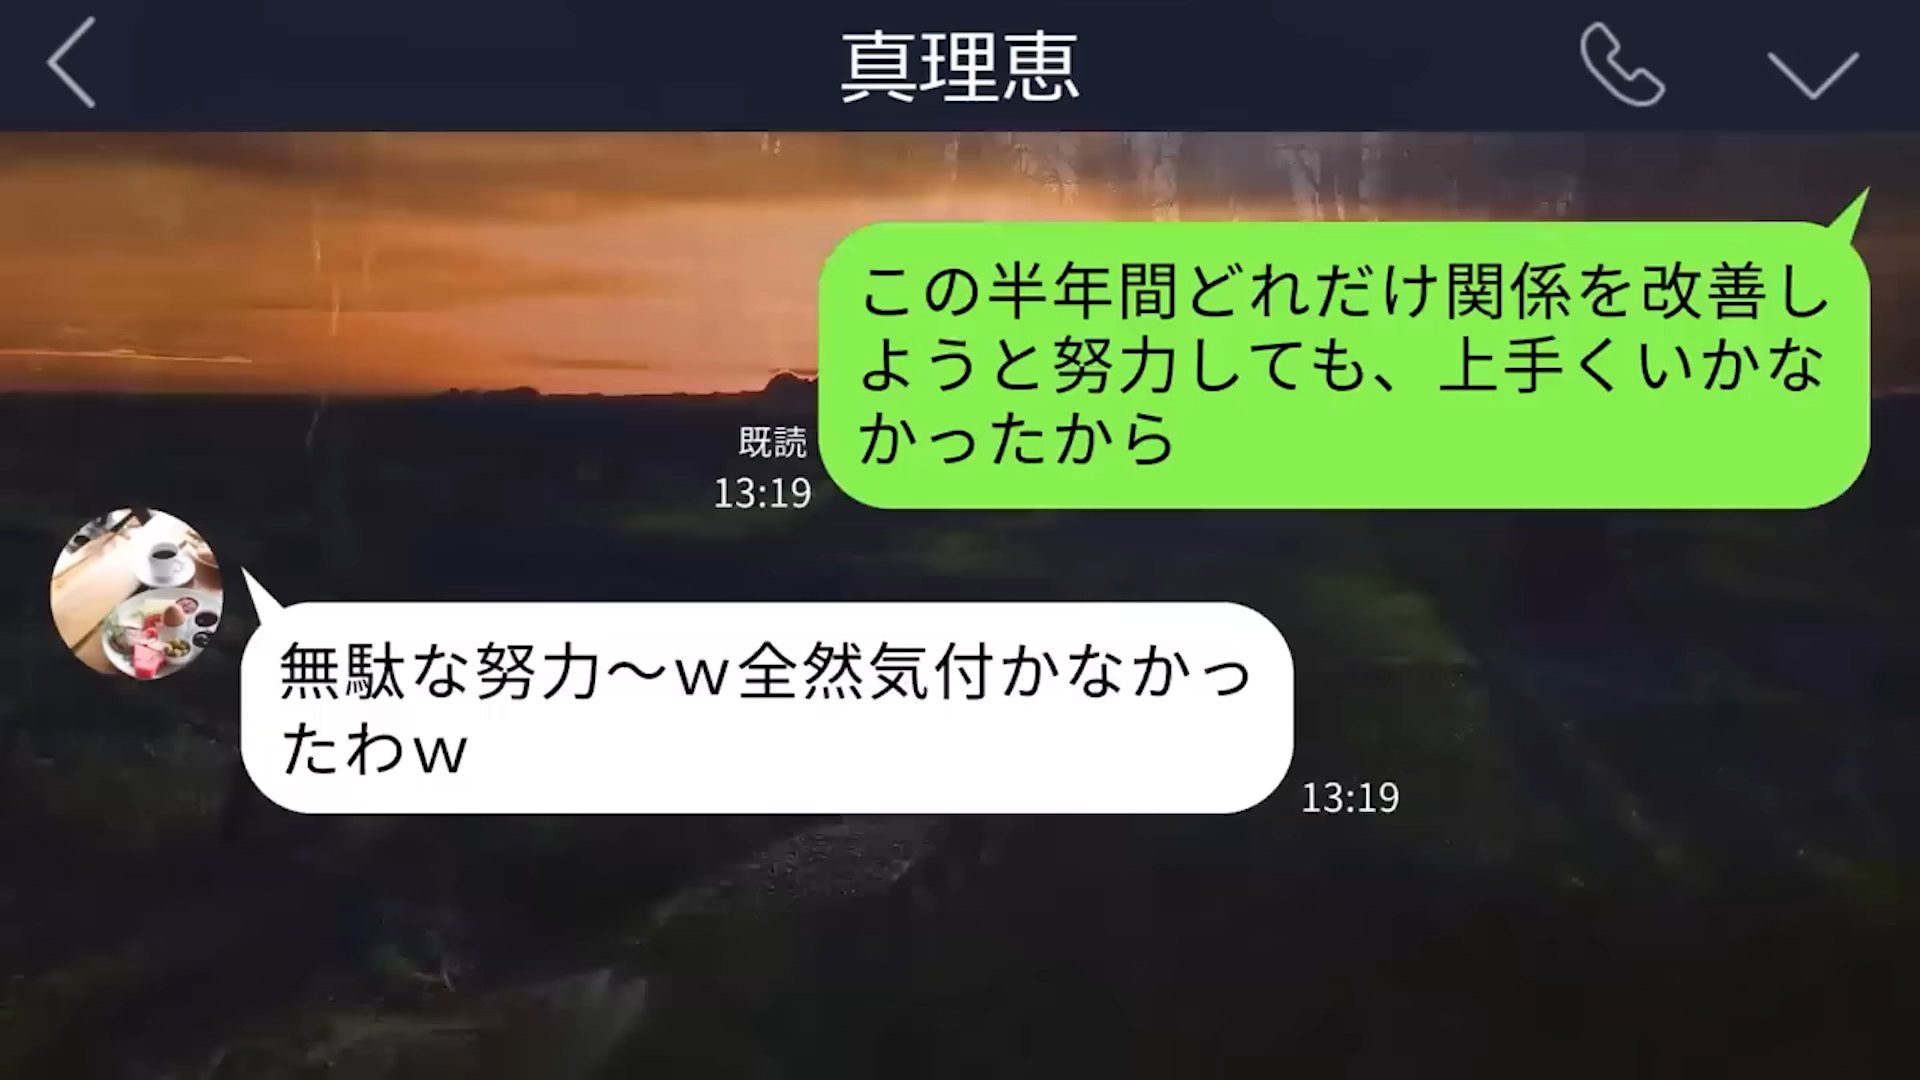 真理恵
この半年間どれだけ関係を改善し
ようと努力しても、上手くいかな
かったから
既読
13:19
無駄な努力〜ｗ全然気付かなかっ
たわｗ
13:19